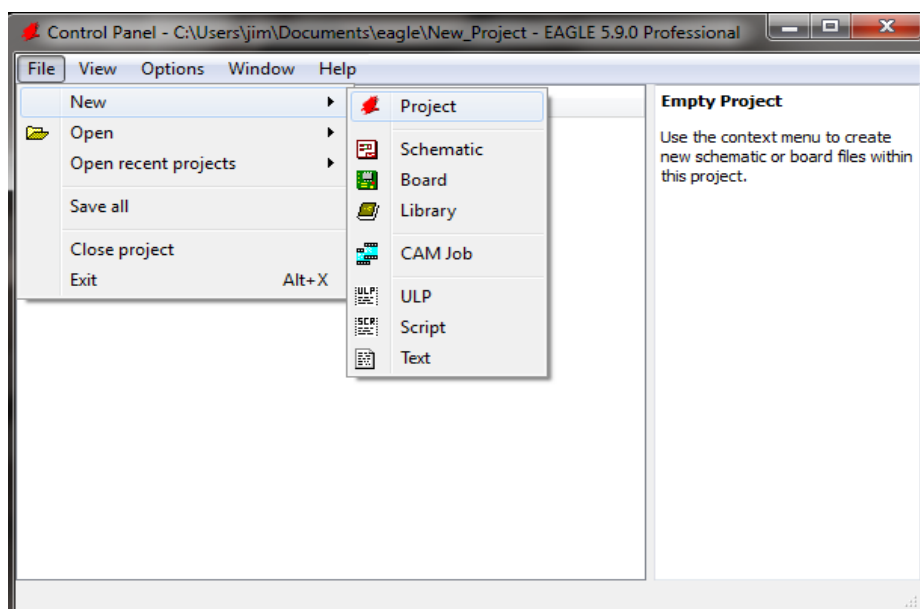 Control Panel - C:\Users\jim\Documents\eagle\New_Project - EAGLE 5.9.0 Professional
File View Options Window Help
New
Open
Open recent projects
Save all
Close project
Exit Alt+X
Project
Schematic
Board
Library
CAM Job
ULP
Script
Text
Empty Project
Use the context menu to create
new schematic or board files within
this project.